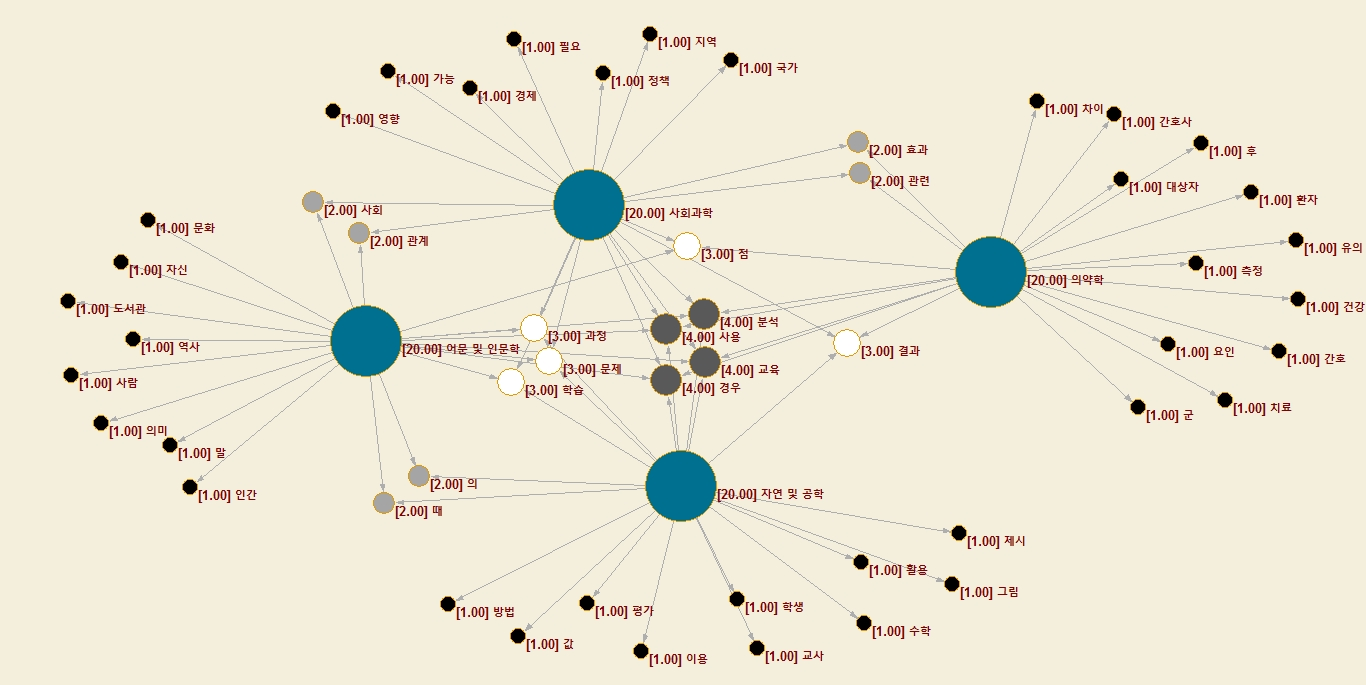 [1.00] 지역
[1.00] 필요
[1.00] 국가
[1.00] 가능
[1.00] 정책
[1.00] 경제
[1.00] 영향
[1.00] 차이
[1.00] 간호사
[2.00] 효과
[1.00] 후
[2.00] 관련
[1.00] 대상자
[1.00] 환자
[2.00] 사회
[20.00] 사회과학
[1.00] 문화
[2.00] 관계
[1.00] 유의
[3.00] 점
[1.00] 자신
[1.00] 측정
[20.00] 의약학
[1.00] 도서관
[1.00] 건강
[4.00] 분석
[3.00] 과정
[4.00] 사용
[1.00] 역사
[20.00] 어문 및 인문학
[3.00] 결과
[1.00] 요인
[1.00] 간호
[3.00] 문제
[4.00] 교육
[1.00] 사람
[3.00] 학습
[4.00] 경우
[1.00] 치료
[1.00] 군
[1.00] 의미
[1.00] 말
[2.00] 의
[1.00] 인간
[20.00] 자연 및 공학
[2.00] 때
[1.00] 제시
[1.00] 활용
[1.00] 그림
[1.00] 방법
[1.00] 평가
[1.00] 학생
[1.00] 수학
[1.00] 값
[1.00] 이용
[1.00] 교사